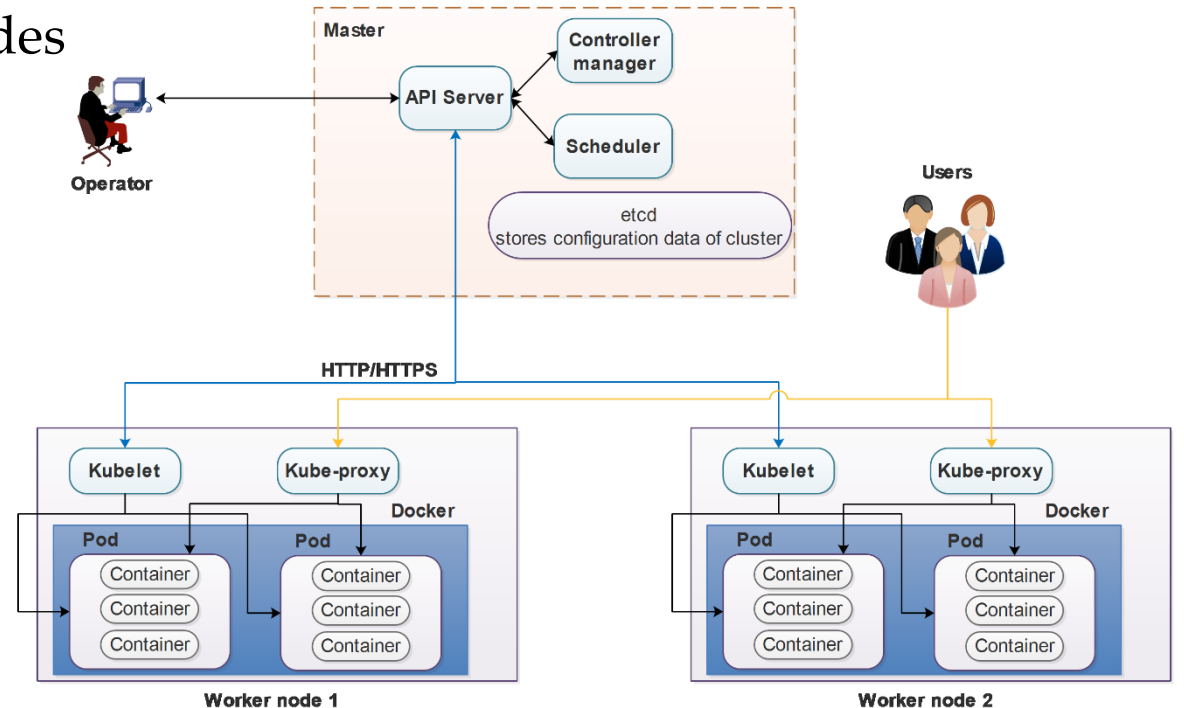 des
Master
Controller
manager
API Server
Scheduler
Operator
etcd
stores configuration data of cluster
Users
HTTP/HTTPS
Kubelet
Kube-proxy
Docker
Pod
Pod
Container
Container
Container
Container
Container
Container
Worker node 1
Kubelet
Kube-proxy
Docker
Pod
Pod
Container
Container
Container
Container
Container
Container
Worker node 2